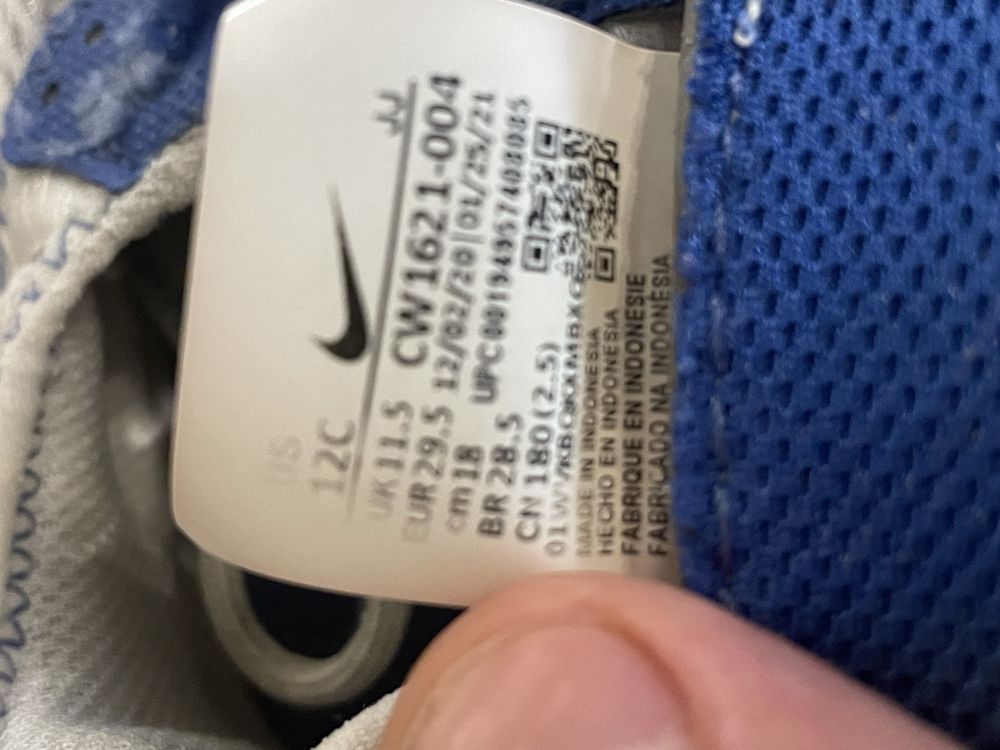 JJ
US
12C
UK 11.5 CW1621-004
EUR 29.5 12/02/20|01/25/21
cm 18 UPC 00194957408085
BR 28.5
CN 180(2.5)
MADE IN INDONESIA
HECHO EN INDONESIA
FABRIQUE EN INDONESIE
FABRICADO NA INDONÉSIA